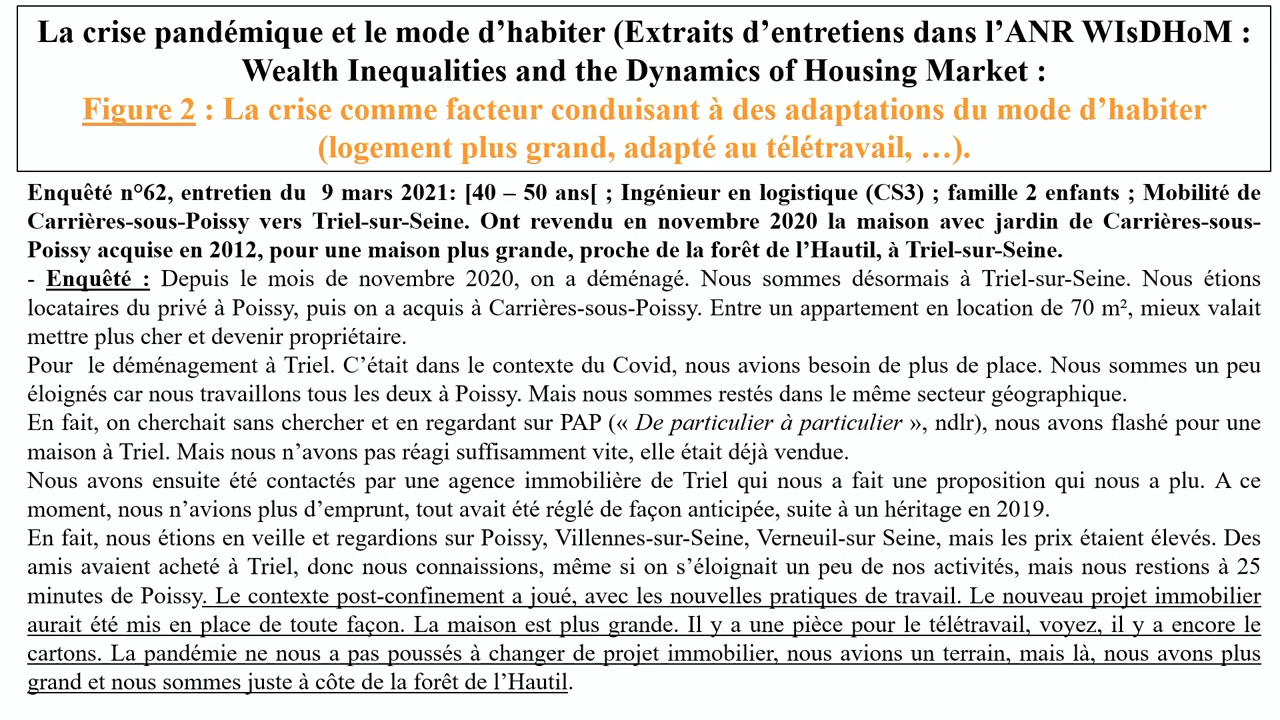 La crise pandémique et le mode d’habiter (Extraits d’entretiens dans l’ANR WIsDHoM :
Wealth Inequalities and the Dynamics of Housing Market :
Figure 2 : La crise comme facteur conduisant à des adaptations du mode d’habiter
(logement plus grand, adapté au télétravail, …).
Enquêté n°62, entretien du 9 mars 2021: [40 – 50 ans[ ; Ingénieur en logistique (CS3) ; famille 2 enfants ; Mobilité de
Carrières-sous-Poissy vers Triel-sur-Seine. Ont revendu en novembre 2020 la maison avec jardin de Carrières-sous-
Poissy acquise en 2012, pour une maison plus grande, proche de la forêt de l’Hautil, à Triel-sur-Seine.
- Enquêté : Depuis le mois de novembre 2020, on a déménagé. Nous sommes désormais à Triel-sur-Seine. Nous étions
locataires du privé à Poissy, puis on a acquis à Carrières-sous-Poissy. Entre un appartement en location de 70 m², mieux valait
mettre plus cher et devenir propriétaire.
Pour le déménagement à Triel. C’était dans le contexte du Covid, nous avions besoin de plus de place. Nous sommes un peu
éloignés car nous travaillons tous les deux à Poissy. Mais nous sommes restés dans le même secteur géographique.
En fait, on cherchait sans chercher et en regardant sur PAP (« De particulier à particulier », ndlr), nous avons flashé pour une
maison à Triel. Mais nous n’avons pas réagi suffisamment vite, elle était déjà vendue.
Nous avons ensuite été contactés par une agence immobilière de Triel qui nous a fait une proposition qui nous a plu. A ce
moment, nous n’avions plus d’emprunt, tout avait été réglé de façon anticipée, suite à un héritage en 2019.
En fait, nous étions en veille et regardions sur Poissy, Villennes-sur-Seine, Verneuil-sur Seine, mais les prix étaient élevés. Des
amis avaient acheté à Triel, donc nous connaissions, même si on s’éloignait un peu de nos activités, mais nous restions à 25
minutes de Poissy. Le contexte post-confinement a joué, avec les nouvelles pratiques de travail. Le nouveau projet immobilier
aurait été mis en place de toute façon. La maison est plus grande. Il y a une pièce pour le télétravail, voyez, il y a encore le
cartons. La pandémie ne nous a pas poussés à changer de projet immobilier, nous avions un terrain, mais là, nous avons plus
grand et nous sommes juste à côte de la forêt de l’Hautil.